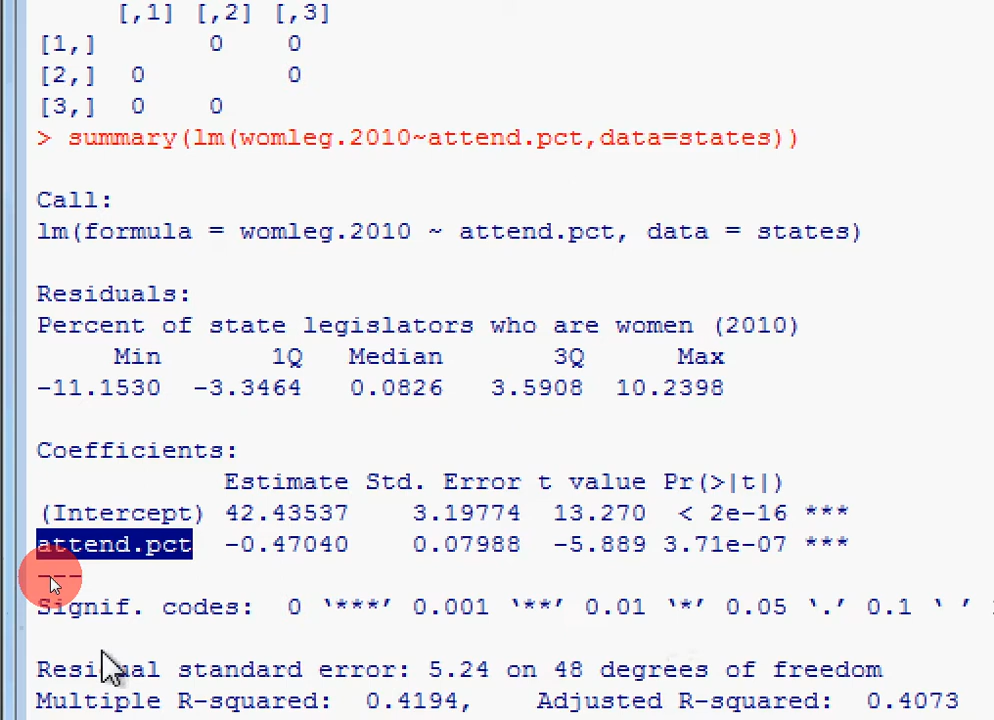 [,1] [,2] [,3]
[1,] 0 0
[2,] 0 0
[3,] 0 0
> summary(lm(womleg.2010~attend.pct,data=states))
Call:
lm(formula = womleg.2010 ~ attend.pct, data = states)
Residuals:
Percent of state legislators who are women (2010)
Min 1Q Median 3Q Max
-11.1530 -3.3464 0.0826 3.5908 10.2398
Coefficients:
Estimate Std. Error t value Pr(>|t|)
(Intercept) 42.43537 3.19774 13.270 < 2e-16 ***
attend.pct -0.47040 0.07988 -5.889 3.71e-07 ***
---
Signif. codes: 0 ‘***’ 0.001 ‘**’ 0.01 ‘*’ 0.05 ‘.’ 0.1 ‘ ’
Residual standard error: 5.24 on 48 degrees of freedom
Multiple R-squared: 0.4194, Adjusted R-squared: 0.4073